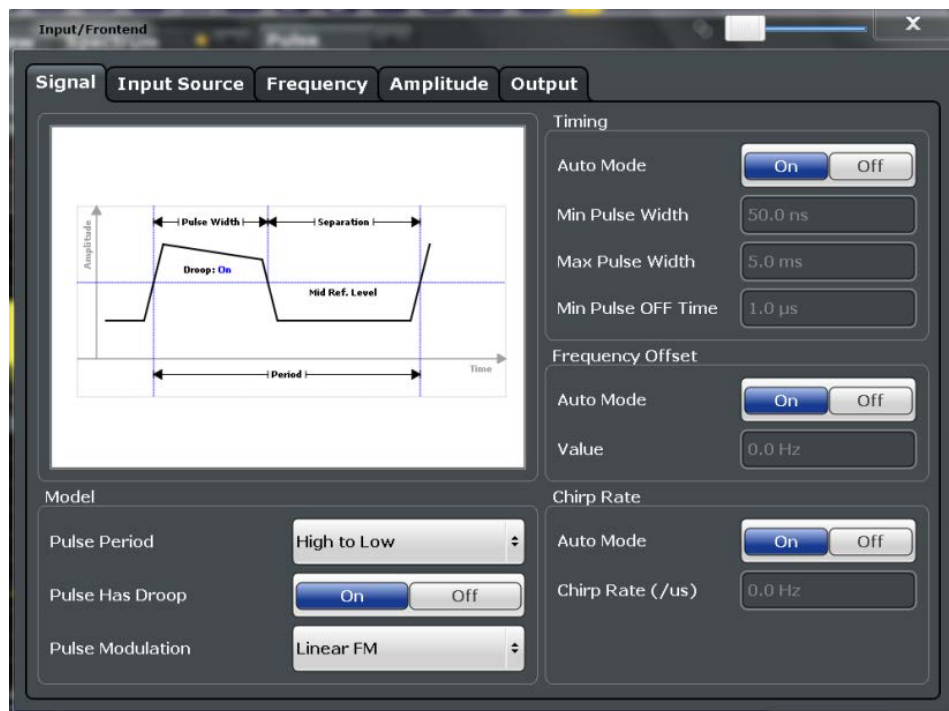 Input/Frontend
Spectrum
Pulse
X
Signal
Input Source
Frequency
Amplitude
Output
Amplitude
Pulse Width
Separation
Droop: On
Mid Ref. Level
Period
Time
Timing
Auto Mode
On
Off
Min Pulse Width
50.0 ns
Max Pulse Width
5.0 ms
Min Pulse OFF Time
1.0 µs
Frequency Offset
Auto Mode
On
Off
Value
0.0 Hz
Model
Pulse Period
High to Low
Pulse Has Droop
On
Off
Pulse Modulation
Linear FM
Chirp Rate
Auto Mode
On
Off
Chirp Rate (/us)
0.0 Hz